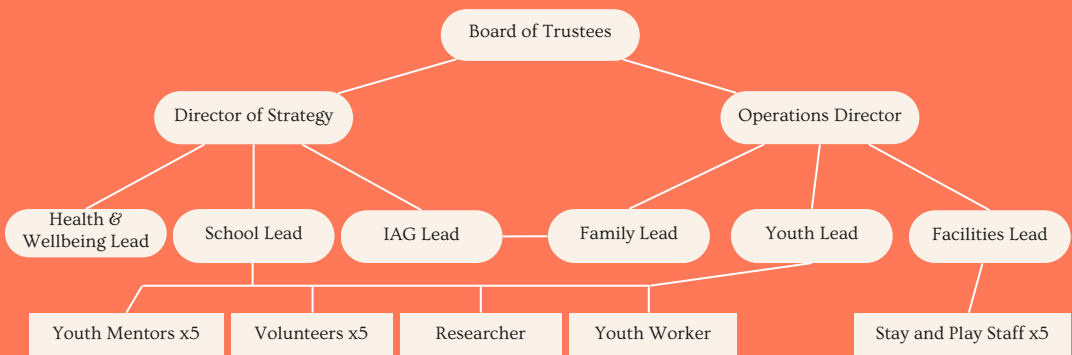 Board of Trustees
Director of Strategy
Operations Director
Health &
Wellbeing Lead
School Lead
IAG Lead
Family Lead
Youth Lead
Facilities Lead
Youth Mentors x5
Volunteers x5
Researcher
Youth Worker
Stay and Play Staff x5